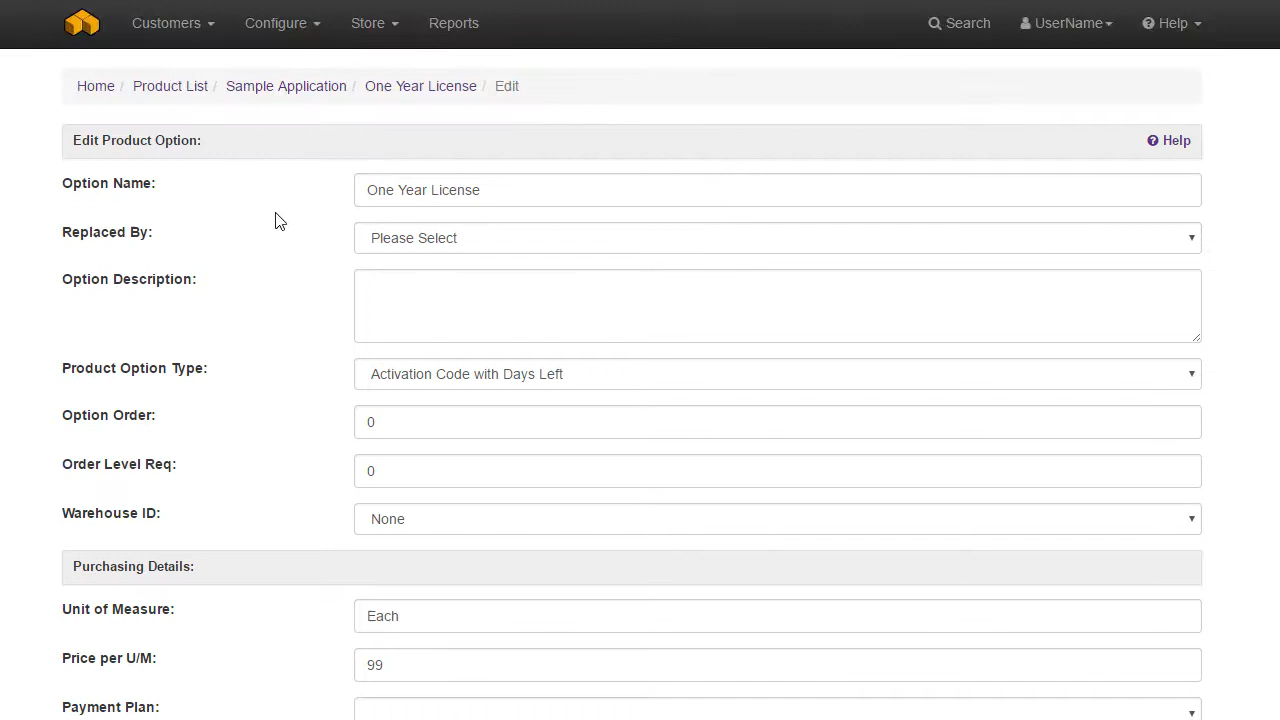 Customers Configure Store Reports Search UserName Help
Home / Product List / Sample Application / One Year License / Edit
Edit Product Option: Help
Option Name: One Year License
Replaced By: Please Select
Option Description:
Product Option Type: Activation Code with Days Left
Option Order: 0
Order Level Req: 0
Warehouse ID: None
Purchasing Details:
Unit of Measure: Each
Price per U/M: 99
Payment Plan: